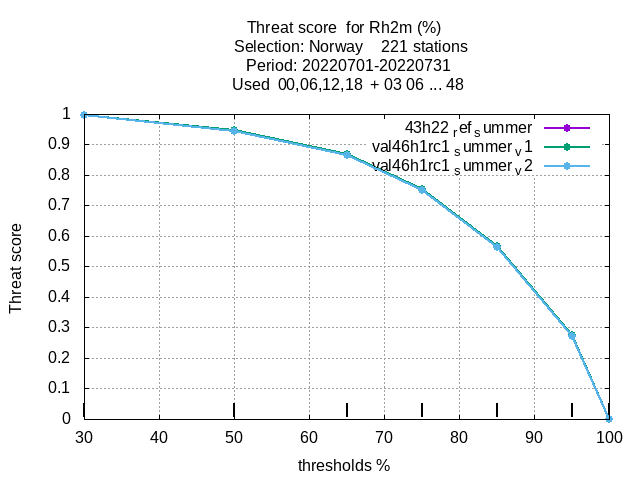 Threat score  for Rh2m (%)
Selection: Norway    221 stations
Period: 20220701-20220731
Used  00,06,12,18  + 03 06 ... 48
43h22 ref summer
val46h1rc1 summer v1
val46h1rc1 summer v2
1
0.9
0.8
0.7
0.6
0.5
0.4
0.3
0.2
0.1
0
Threat score
30 40 50 60 70 80 90 100
thresholds %